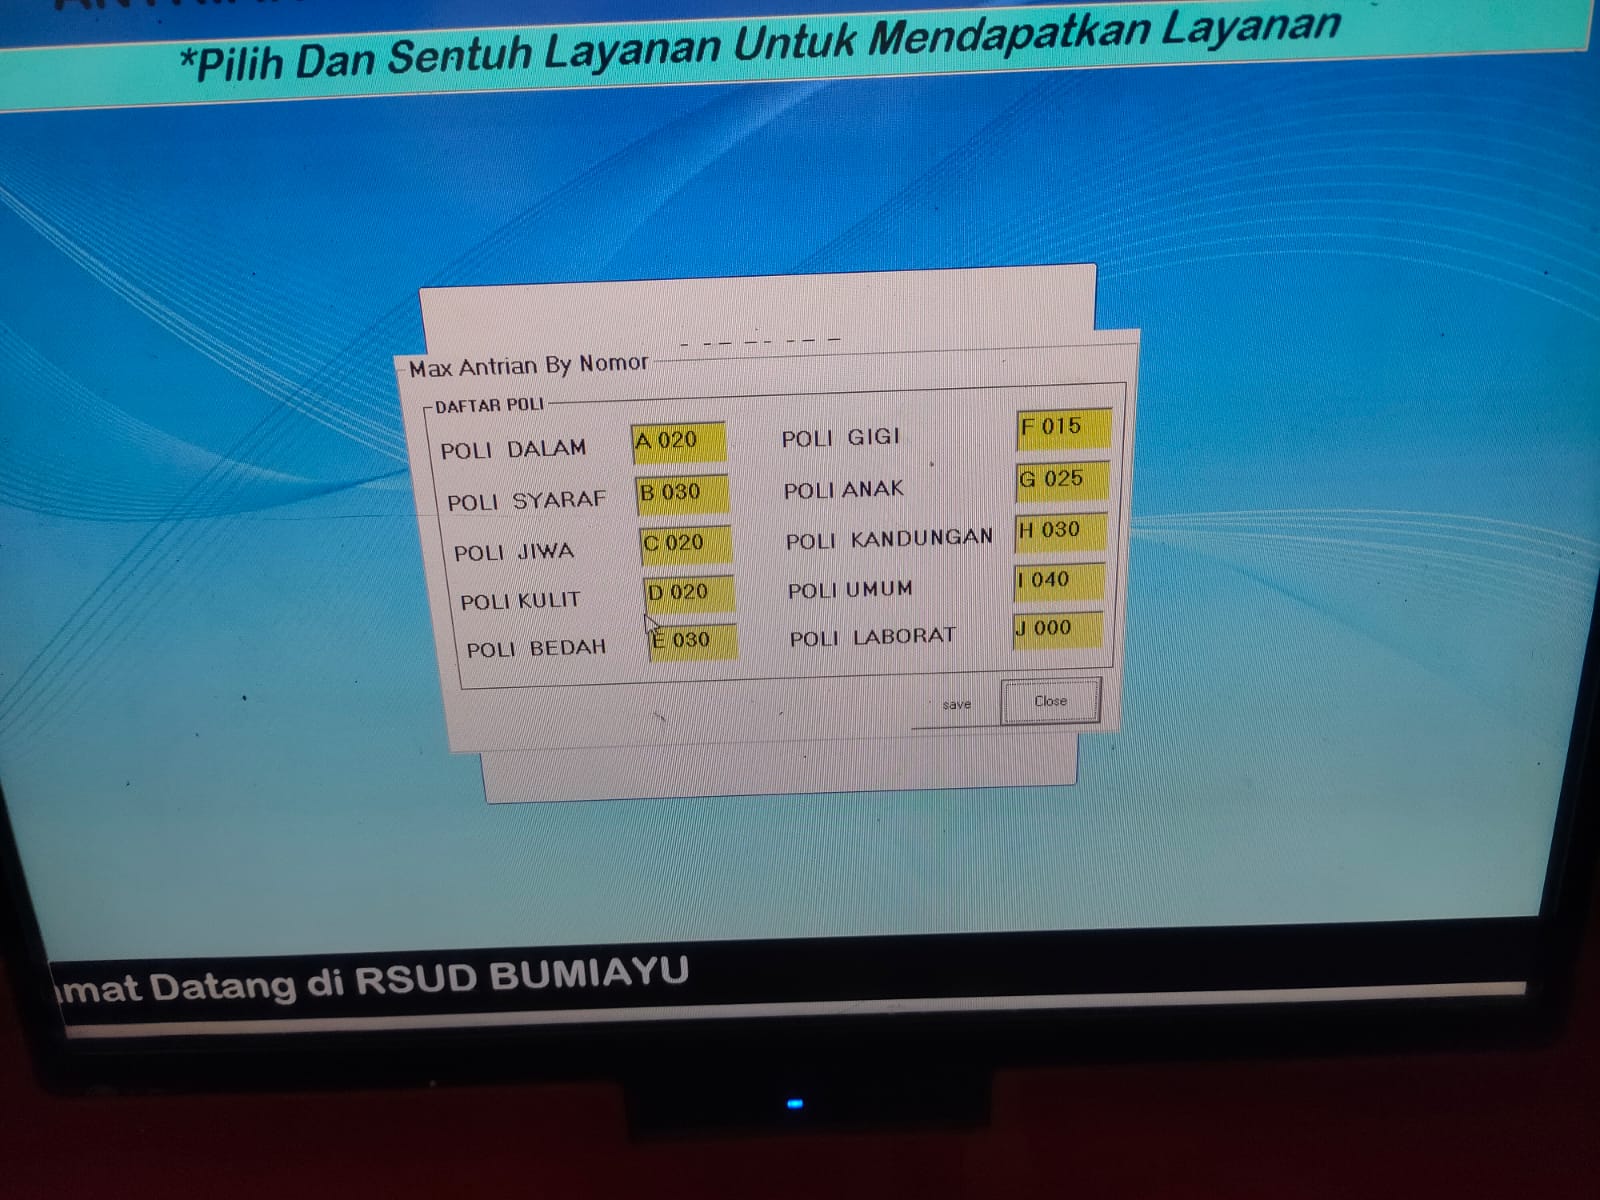 *Pilih Dan Sentuh Layanan Untuk Mendapatkan Layanan
Max Antrian By Nomor
DAFTAR POLI
POLI DALAM A 020 POLI GIGI F 015
POLI SYARAF B 030 POLI ANAK G 025
POLI JIWA C 020 POLI KANDUNGAN H 030
POLI KULIT D 020 POLI UMUM I 040
POLI BEDAH E 030 POLI LABORAT J 000
save Close
amat Datang di RSUD BUMIAYU